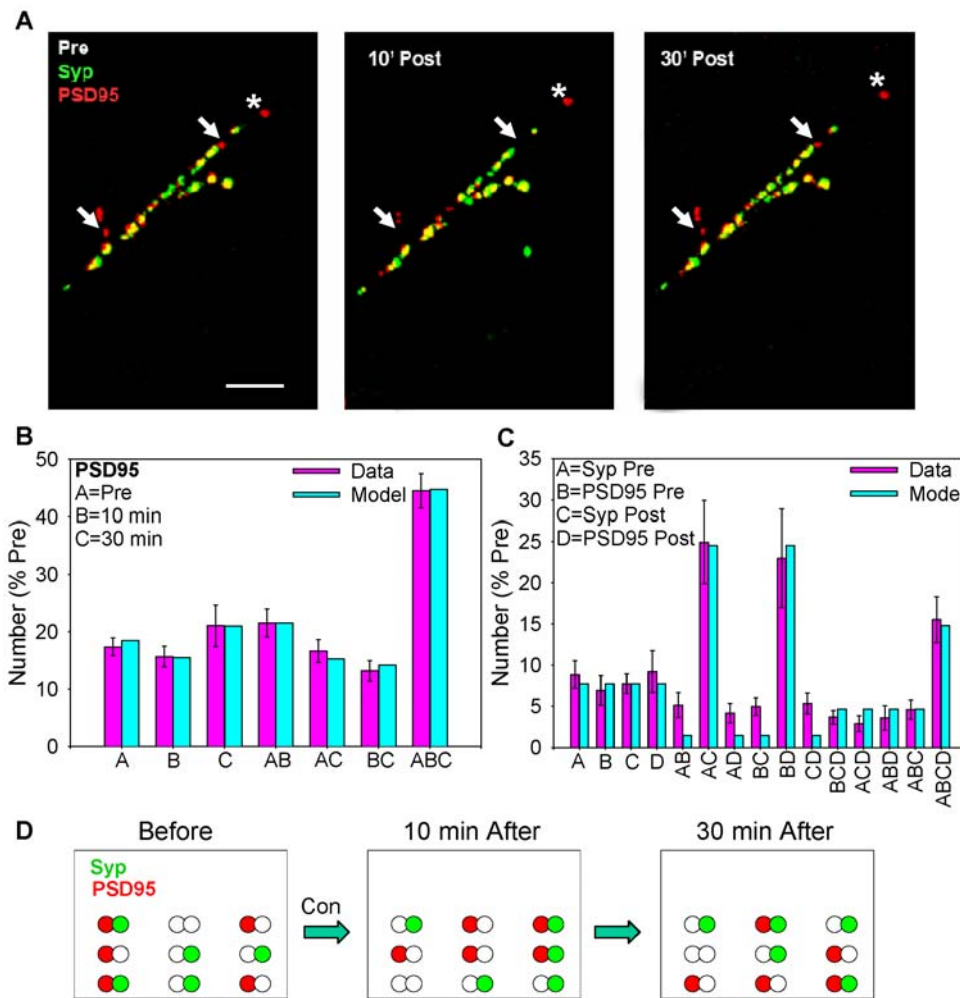 A
Pre
Syp
PSD95
*
10' Post
*
30' Post
*
B
PSD95
A=Pre
B=10 min
C=30 min
Data
Model
Number (% Pre)
50
40
30
20
10
0
A B C AB AC BC ABC
C
A=Syp Pre
B=PSD95 Pre
C=Syp Post
D=PSD95 Post
Data
Model
Number (% Pre)
35
30
25
20
15
10
5
0
A B C D AB AC AD BC BD CD BCD ACD ABD ABC ABCD
D
Before
10 min After
30 min After
Syp
PSD95
Con